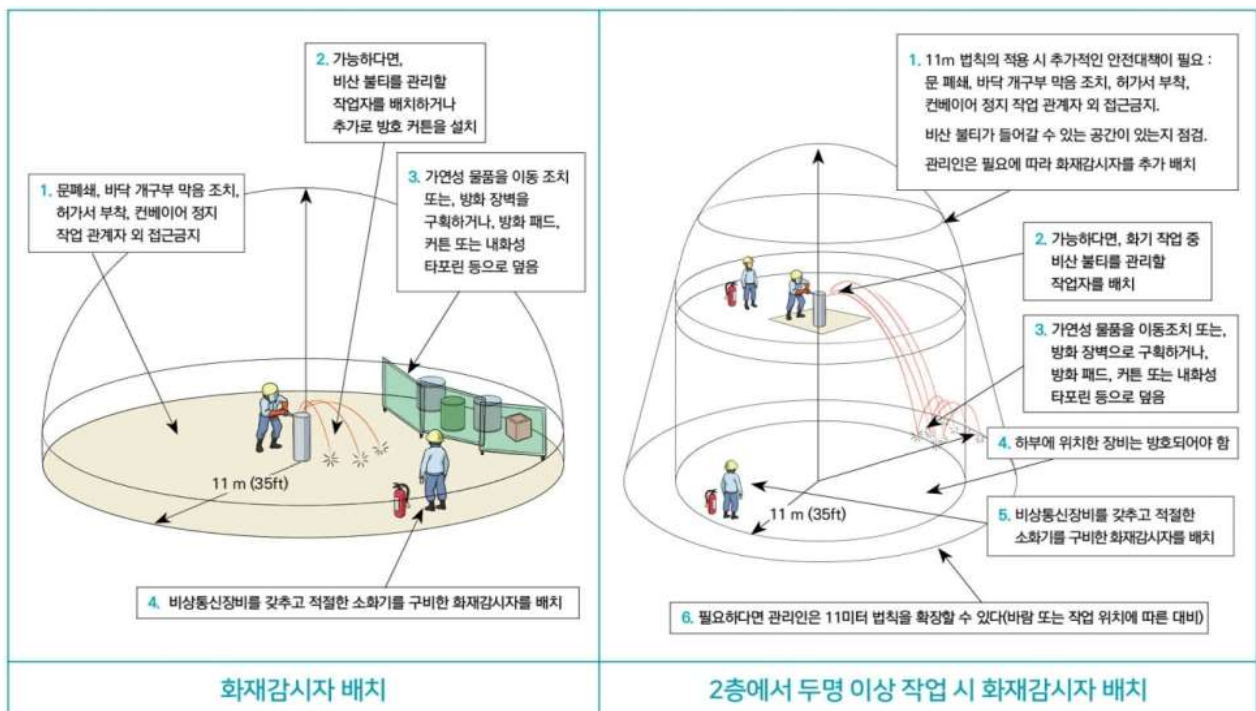 2. 가능하다면,
비산 불티를 관리할
작업자를 배치하거나
추가로 방호 커튼을 설치
1. 문폐쇄, 바닥 개구부 막음 조치,
허가서 부착, 컨베이어 정지
작업 관계자 외 접근금지
3. 가연성 물품을 이동 조치
또는, 방화 장벽을
구획하거나, 방화 패드,
커튼 또는 내화성
타포린 등으로 덮음
11 m (35ft)
4. 비상통신장비를 갖추고 적절한 소화기를 구비한 화재감시자를 배치
화재감시자 배치
1. 11m 법칙의 적용 시 추가적인 안전대책이 필요 :
문 폐쇄, 바닥 개구부 막음 조치, 허가서 부착,
컨베이어 정지 작업 관계자 외 접근금지.
비산 불티가 들어갈 수 있는 공간이 있는지 점검.
관리인은 필요에 따라 화재감시자를 추가 배치
2. 가능하다면, 화기 작업 중
비산 불티를 관리할
작업자를 배치
3. 가연성 물품을 이동조치 또는,
방화 장벽으로 구획하거나,
방화 패드, 커튼 또는 내화성
타포린 등으로 덮음
4. 하부에 위치한 장비는 방호되어야 함
11 m (35ft)
5. 비상통신장비를 갖추고 적절한
소화기를 구비한 화재감시자를 배치
6. 필요하다면 관리인은 11미터 법칙을 확장할 수 있다(바람 또는 작업 위치에 따른 대비)
2층에서 두명 이상 작업 시 화재감시자 배치